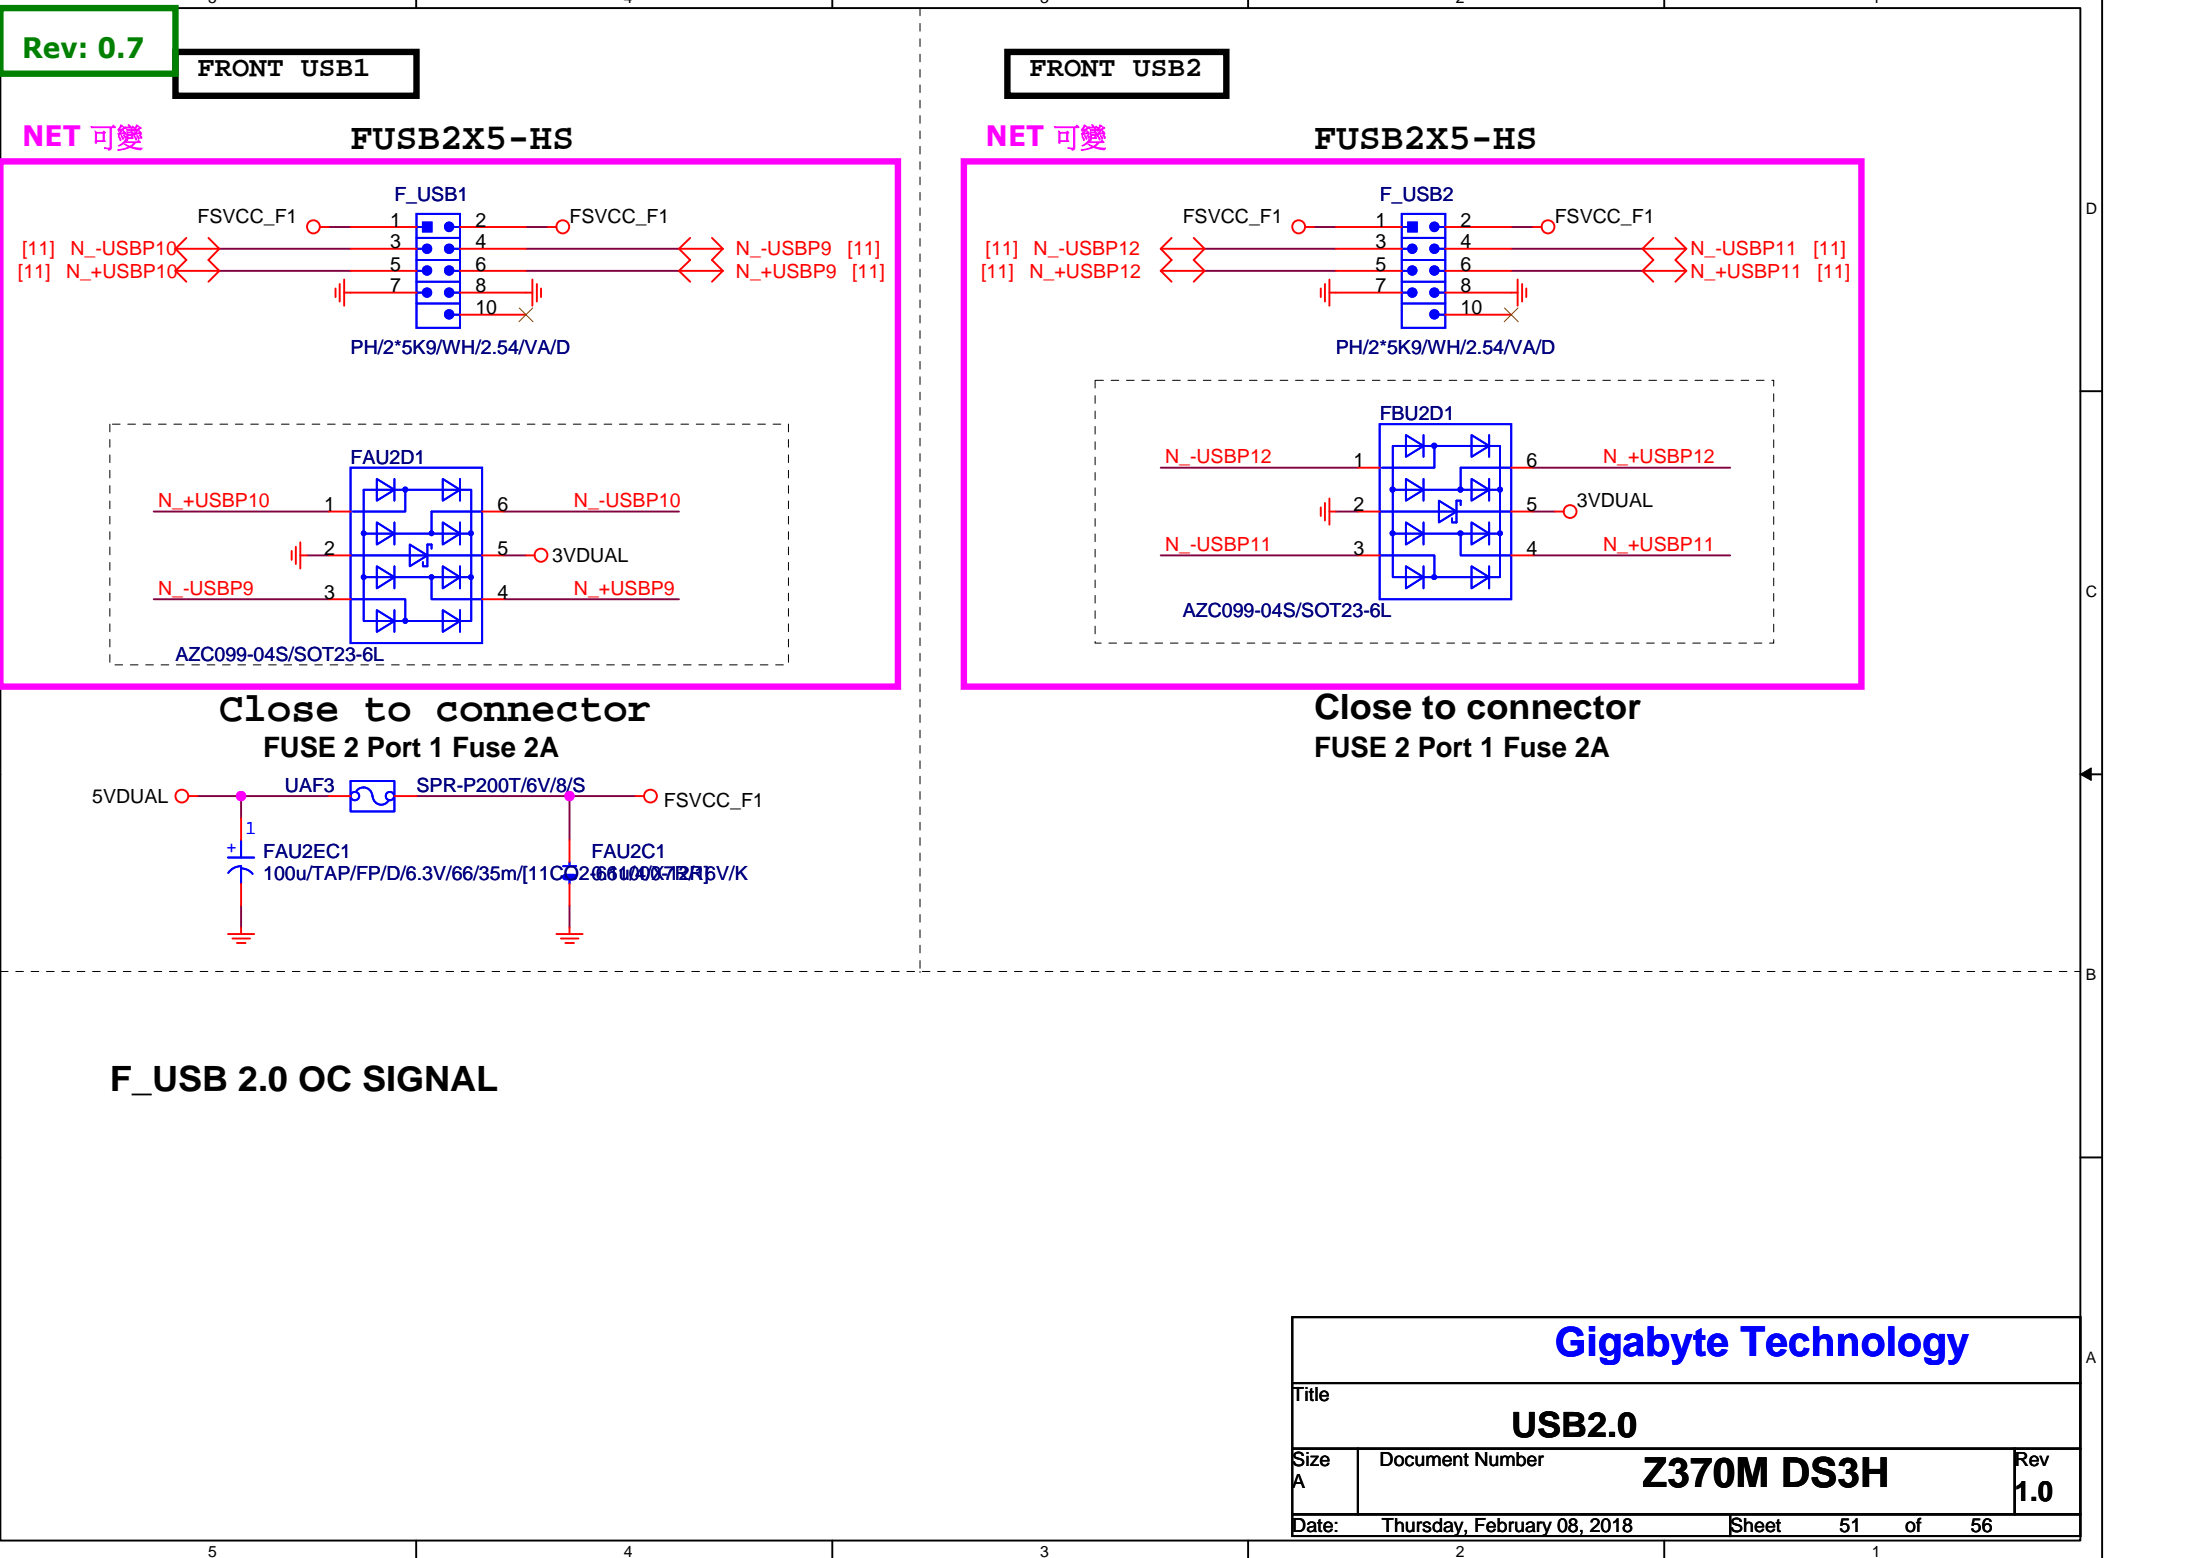 5 4 3 2 1
Rev: 0.7
FRONT USB1
FRONT USB2
NET 可變
FUSB2X5-HS
NET 可變
FUSB2X5-HS
F_USB1
FSVCC_F1 1 2 FSVCC_F1
[11] N_-USBP10 3 4 N_-USBP9 [11]
[11] N_+USBP10 5 6 N_+USBP9 [11]
7 8
10
PH/2*5K9/WH/2.54/VA/D
F_USB2
FSVCC_F1 1 2 FSVCC_F1
[11] N_-USBP12 3 4 N_-USBP11 [11]
[11] N_+USBP12 5 6 N_+USBP11 [11]
7 8
10
PH/2*5K9/WH/2.54/VA/D
D
FAU2D1
N_+USBP10 1 6 N_-USBP10
2 5 3VDUAL
N_-USBP9 3 4 N_+USBP9
AZC099-04S/SOT23-6L
FBU2D1
N_-USBP12 1 6 N_+USBP12
2 5 3VDUAL
N_-USBP11 3 4 N_+USBP11
AZC099-04S/SOT23-6L
C
Close to connector
FUSE 2 Port 1 Fuse 2A
Close to connector
FUSE 2 Port 1 Fuse 2A
5VDUAL UAF3 SPR-P200T/6V/8/S FSVCC_F1
1
+
FAU2EC1
100u/TAP/FP/D/6.3V/66/35m/[11C
FAU2C1
6V/K
B
F_USB 2.0 OC SIGNAL
A
Gigabyte Technology
Title
USB2.0
Size
A
Document Number
Z370M DS3H
Rev
1.0
Date: Thursday, February 08, 2018 Sheet 51 of 56
5 4 3 2 1